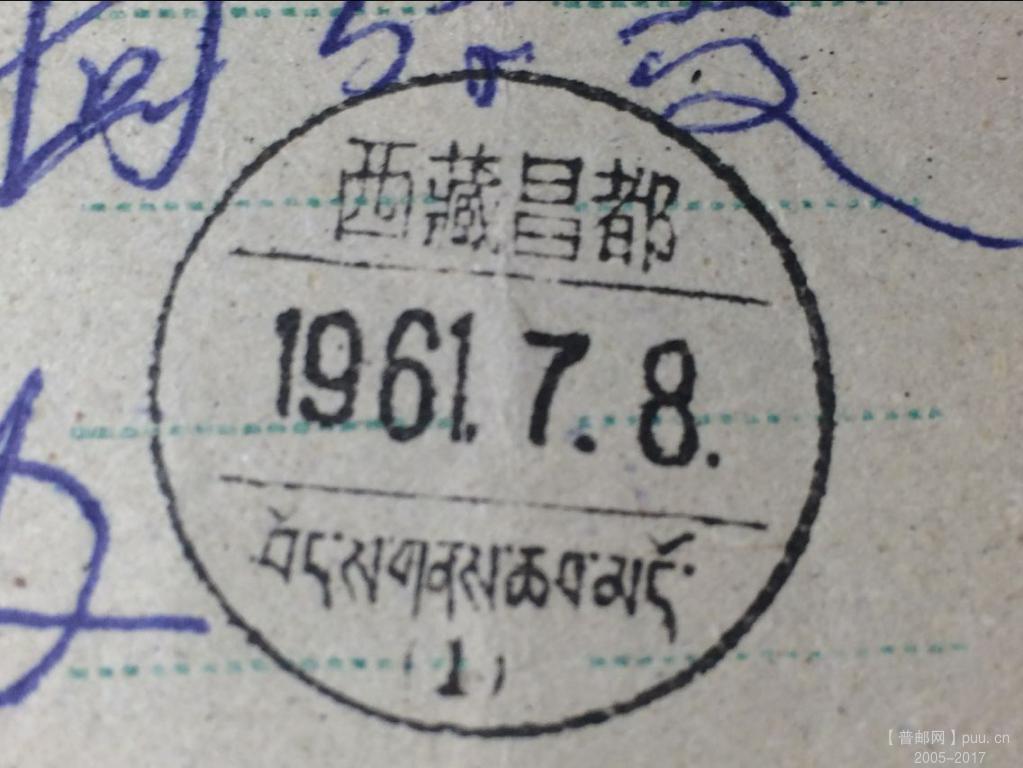 西藏昌都
1961.7.8.
བོད་ས་གནས་ཆབ་མདོ་
(1)
【普邮网】puu.cn
2005-2017